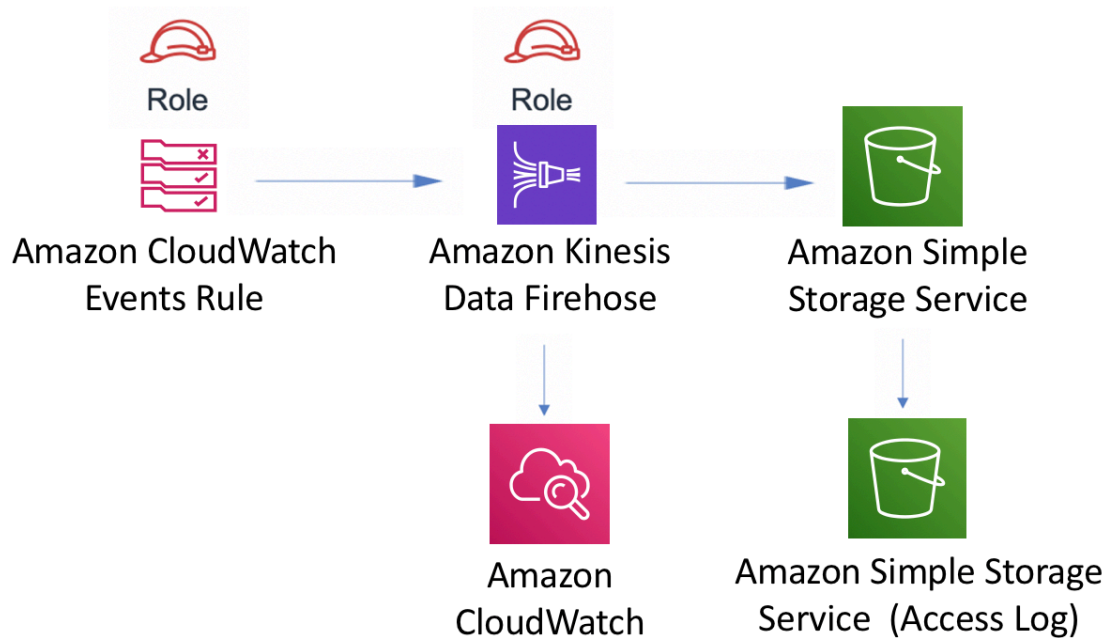 Role
Role
Amazon CloudWatch
Events Rule
Amazon Kinesis
Data Firehose
Amazon Simple
Storage Service
Amazon
CloudWatch
Amazon Simple Storage
Service  (Access Log)